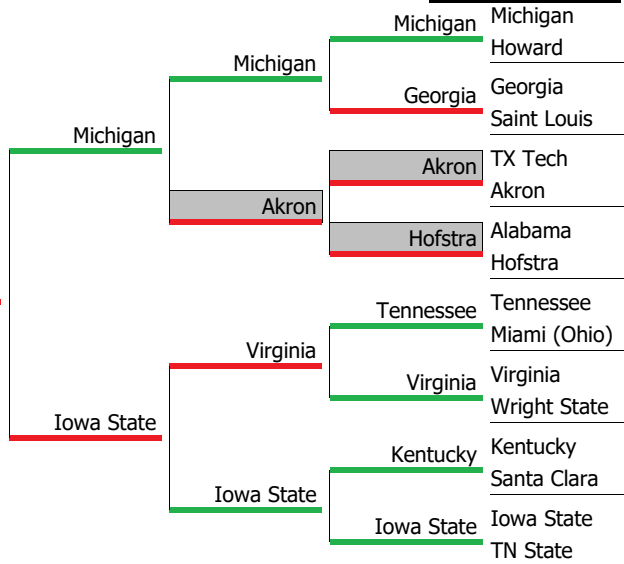 Michigan
Howard
Georgia
Saint Louis
TX Tech
Akron
Alabama
Hofstra
Tennessee
Miami (Ohio)
Virginia
Wright State
Kentucky
Santa Clara
Iowa State
TN State
Michigan
Georgia
Akron
Hofstra
Tennessee
Virginia
Kentucky
Iowa State
Michigan
Akron
Virginia
Iowa State
Michigan
Iowa State